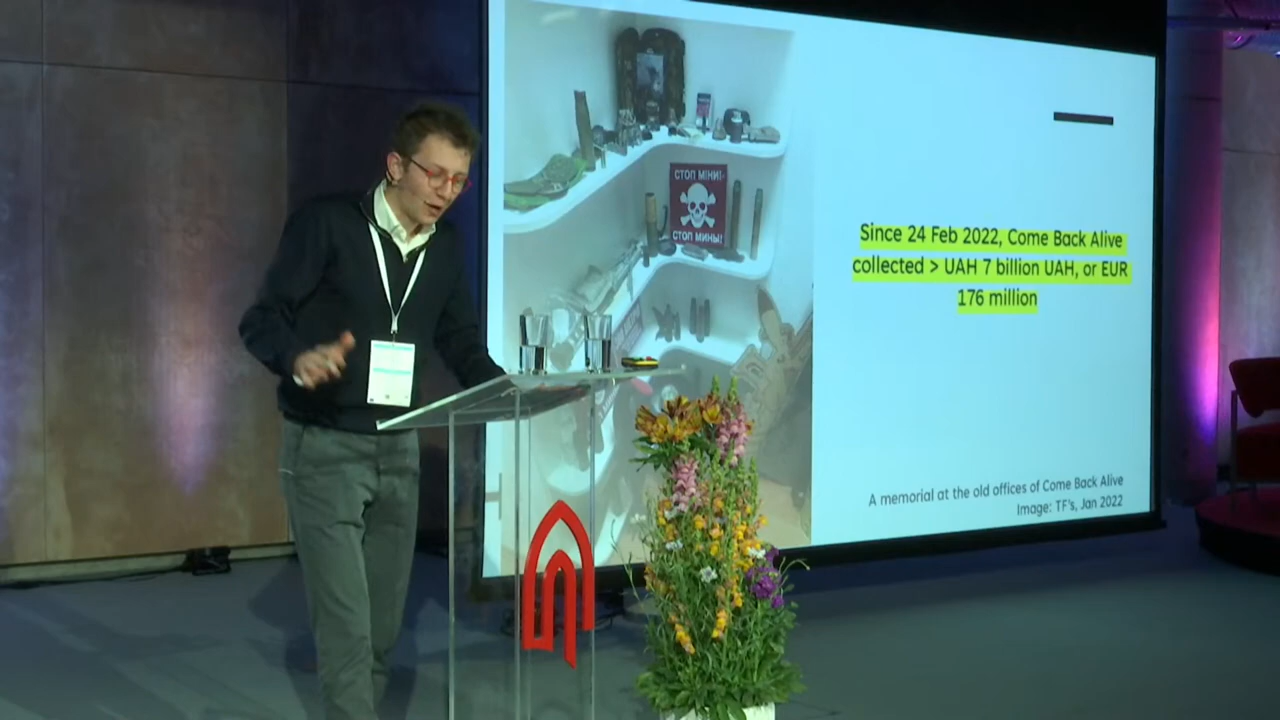 СТОП МІНИ!
СТОП МИНЫ!
Since 24 Feb 2022, Come Back Alive
collected > UAH 7 billion UAH, or EUR
176 million
A memorial at the old offices of Come Back Alive
Image: TF's, Jan 2022